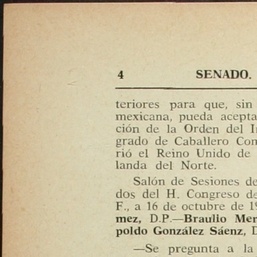 4 SENADO.
teriores para que, sin
mexicana, pueda acepta
ción de la Orden del I
grado de Caballero Con
rió el Reino Unido de
landa del Norte.
Salón de Sesiones de
dos del H. Congreso de
F., a 16 de octubre de 19
mez, D.P.—Braulio Mer
poldo González Sáenz, D
—Se pregunta a la